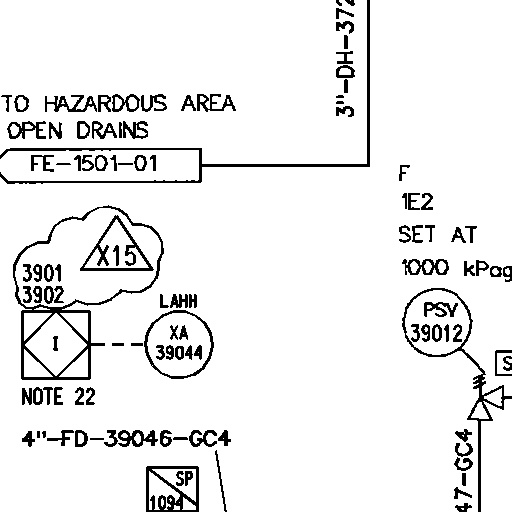 3"-DH-372
TO HAZARDOUS AREA
OPEN DRAINS
FE-1501-01
F
1E2
SET AT
1000 kPag
X15
3901
3902
LAHH
XA
39044
I
NOTE 22
PSV
39012
S
4"-FD-39046-GC4
SP
1094
47-GC4